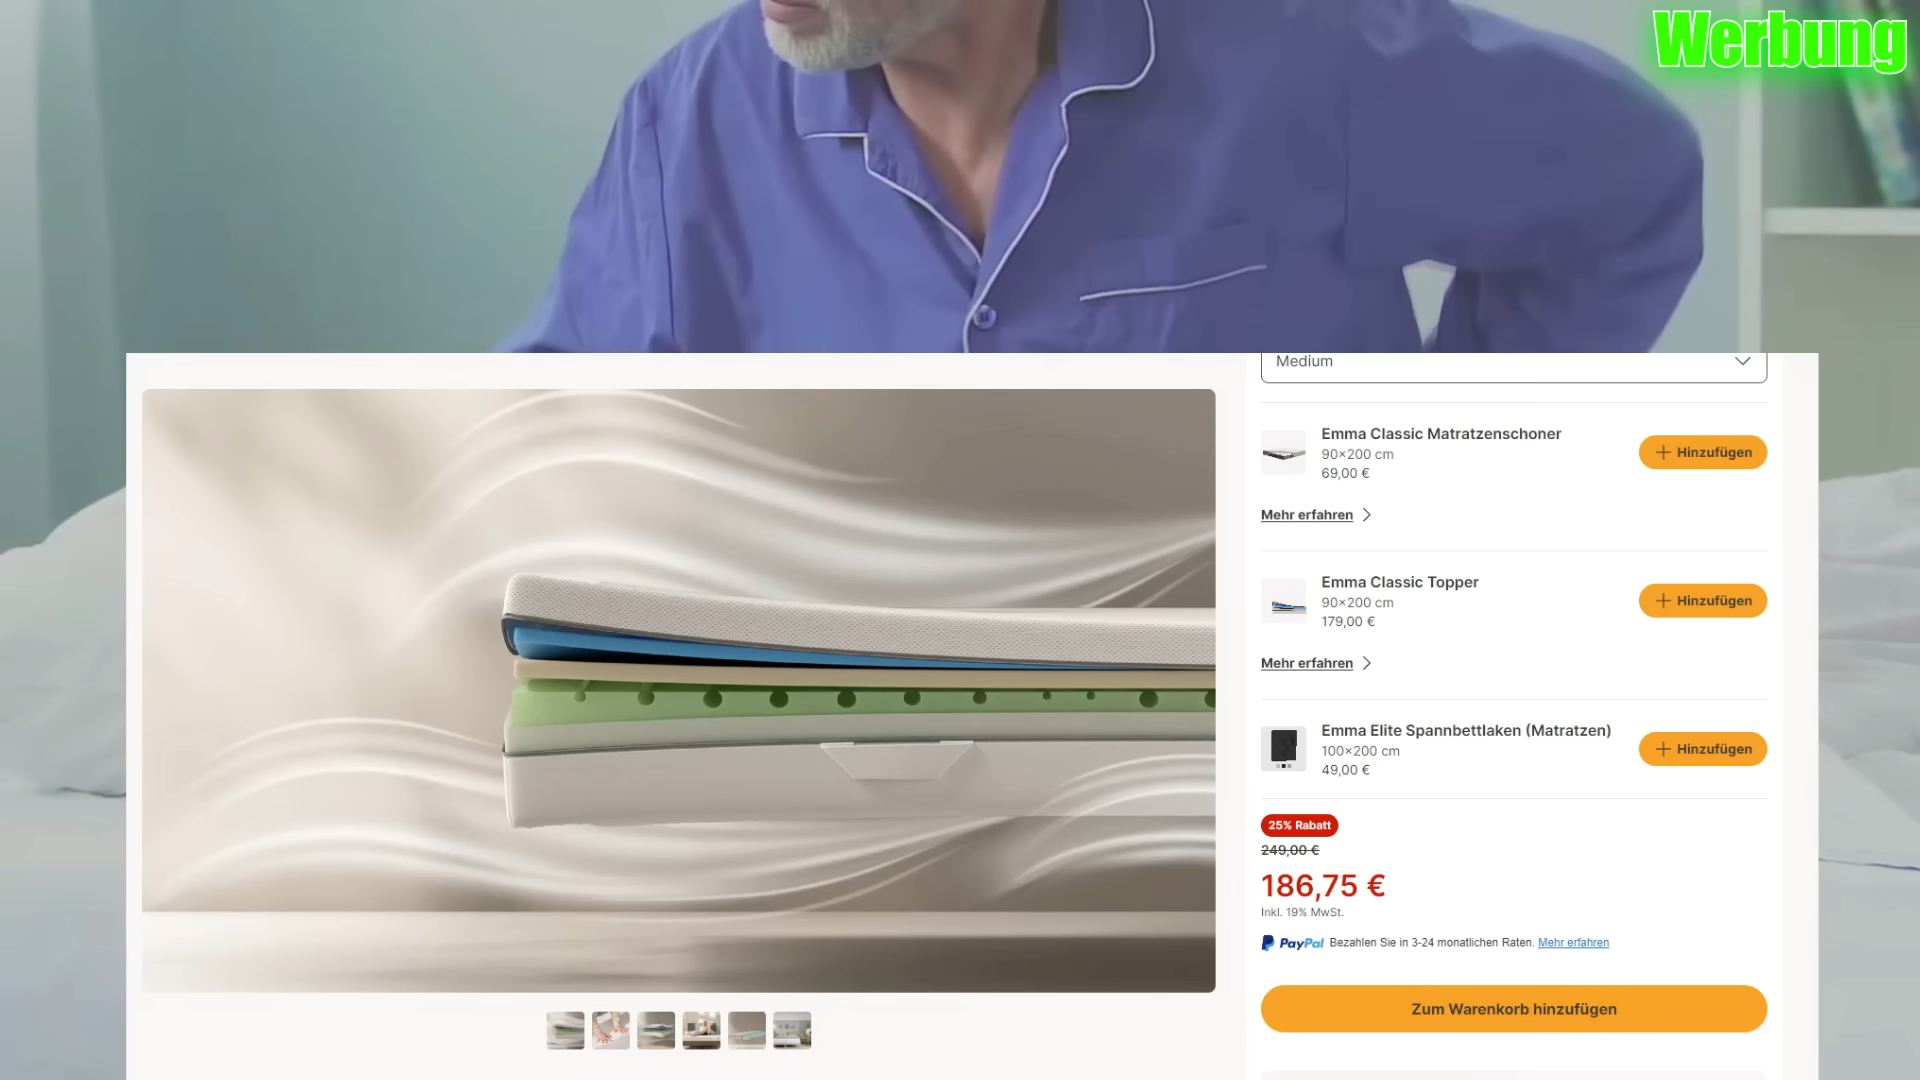 Werbung
Medium
Emma Classic Matratzenschoner
90×200 cm
69,00 €
+ Hinzufügen
Mehr erfahren
Emma Classic Topper
90×200 cm
179,00 €
+ Hinzufügen
Mehr erfahren
Emma Elite Spannbettlaken (Matratzen)
100×200 cm
49,00 €
+ Hinzufügen
25% Rabatt
249,00 €
186,75 €
Inkl. 19% MwSt.
PayPal Bezahlen Sie in 3-24 monatlichen Raten. Mehr erfahren
Zum Warenkorb hinzufügen